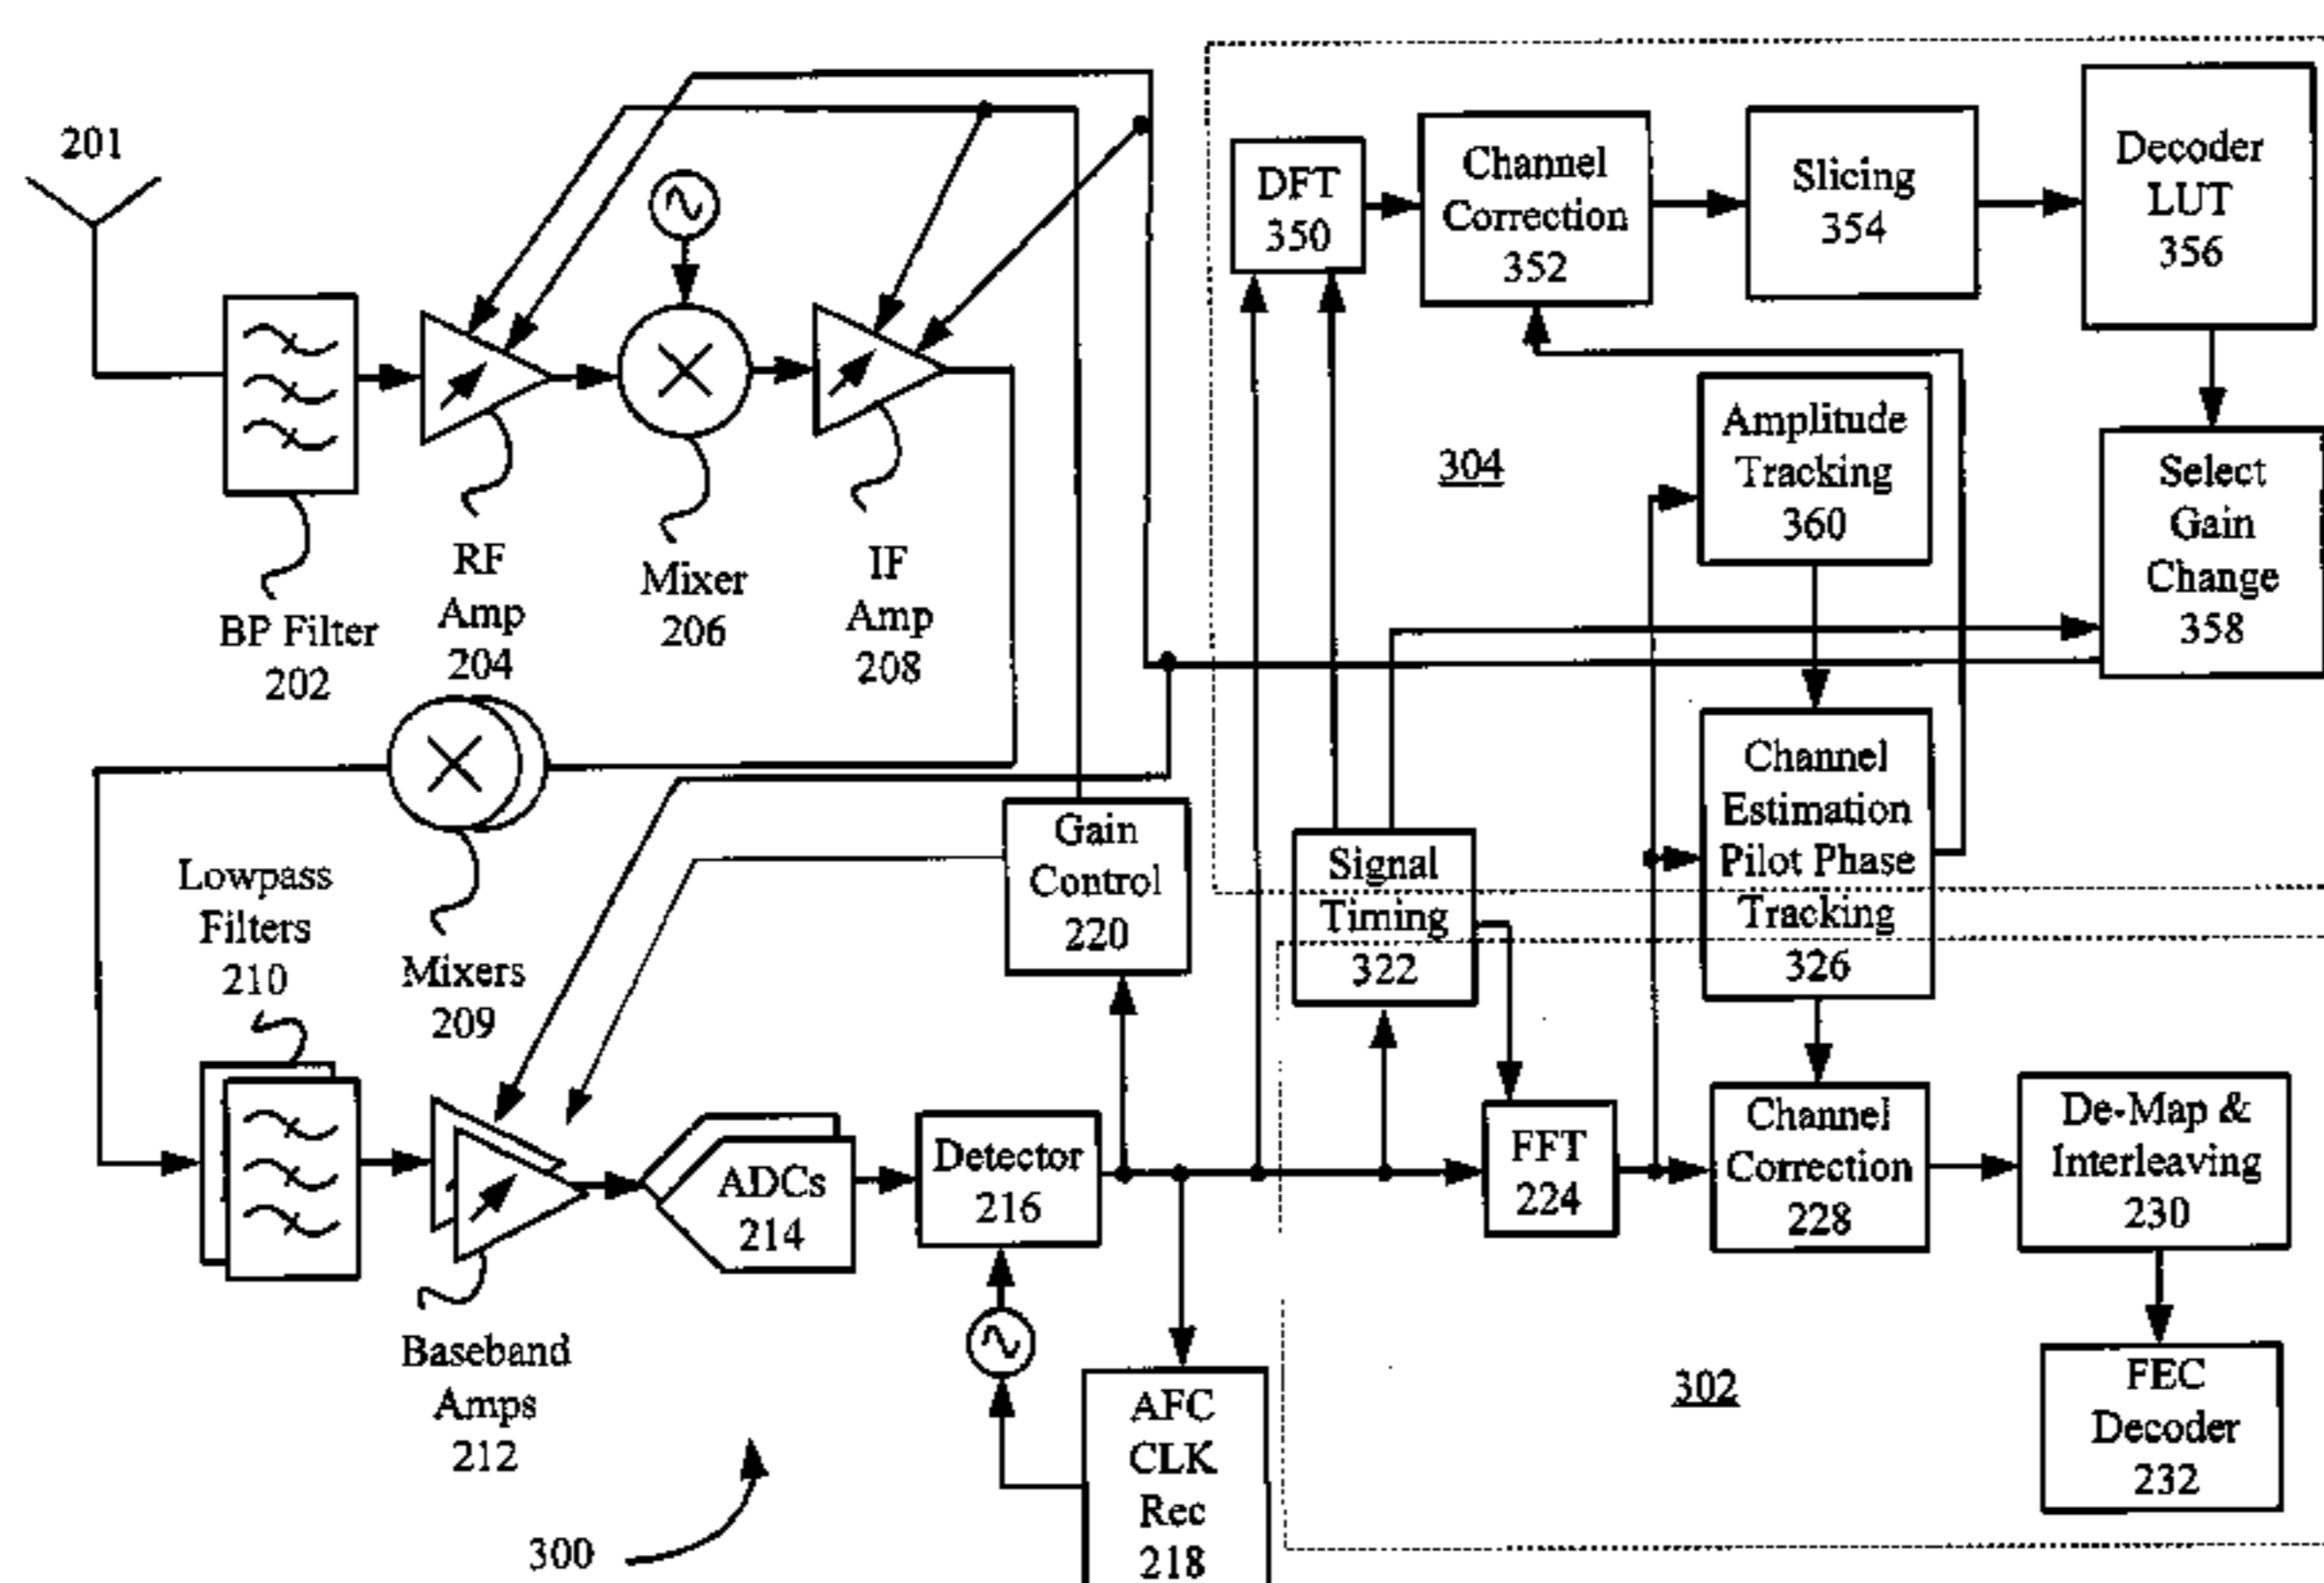 201
BP Filter
202
RF
Amp
204
Mixer
206
IF
Amp
208
DFT
350
Channel
Correction
352
Slicing
354
Decoder
LUT
356
304
Amplitude
Tracking
360
Select
Gain
Change
358
Channel
Estimation
Pilot Phase
Tracking
326
Signal
Timing
322
Gain
Control
220
Mixers
209
Lowpass
Filters
210
Baseband
Amps
212
ADCs
214
Detector
216
FFT
224
Channel
Correction
228
De-Map &
Interleaving
230
FEC
Decoder
232
302
AFC
CLK
Rec
218
300